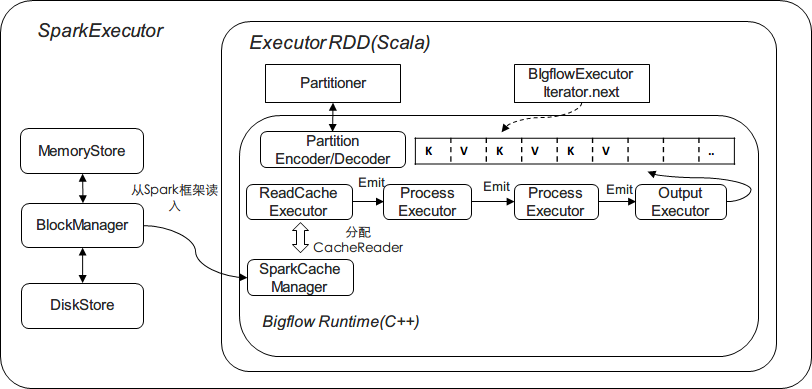 SparkExecutor
Executor RDD(Scala)
Partitioner
BIgflowExecutor
Iterator.next
Partition
Encoder/Decoder
K V K V K V ..
MemoryStore
从Spark框架读
入
BlockManager
DiskStore
ReadCache
Executor
Emit
Process
Executor
Emit
Process
Executor
Emit
Output
Executor
分配
CacheReader
SparkCache
Manager
Bigflow Runtime(C++)